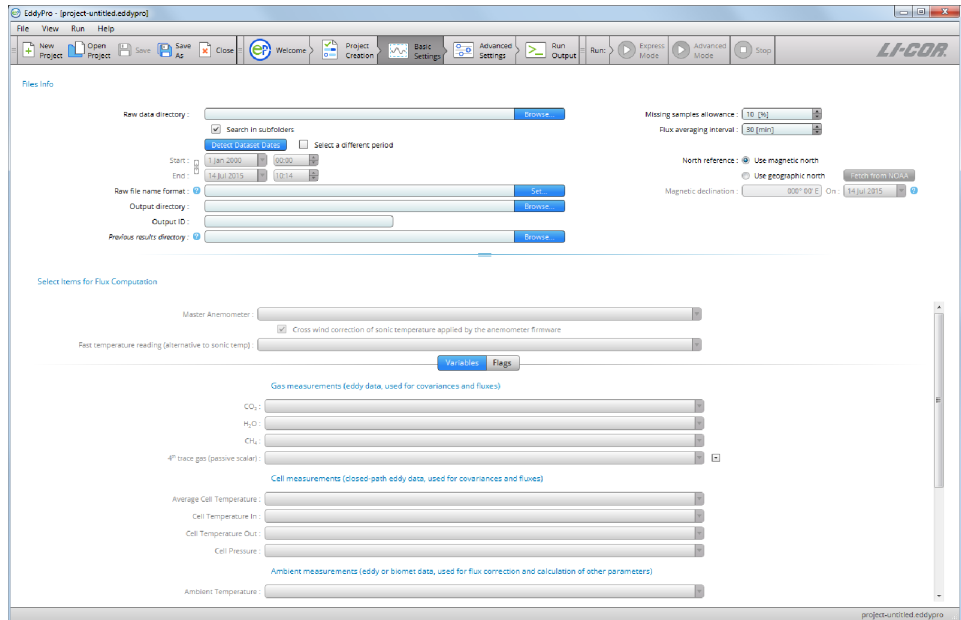 EddyPro - [project-untitled.eddypro]
File View Run Help
New Project Open Project Save Save As Close Welcome Project Creation Basic Settings Advanced Settings Run Output Run: Express Mode Advanced Mode Stop LI-COR
Files Info
Raw data directory : Browse... Missing samples allowance : 10 [%]
Search in subfolders Flux averaging interval : 30 [min]
Detect Dataset Dates Select a different period
Start : 1 Jan 2000 00:00 North reference : Use magnetic north
End : 14 Jul 2015 10:14 Use geographic north Fetch from NOAA
Raw file name format : ? Set... Magnetic declination : 000° 00' E On : 14 Jul 2015 ?
Output directory : Browse...
Output ID :
Previous results directory : ? Browse...
Select Items for Flux Computation
Master Anemometer :
Cross wind correction of sonic temperature applied by the anemometer firmware
Fast temperature reading (alternative to sonic temp) :
Variables Flags
Gas measurements (eddy data, used for covariances and fluxes)
CO₂ :
H₂O :
CH₄ :
4th trace gas (passive scalar) :
Cell measurements (closed-path eddy data, used for covariances and fluxes)
Average Cell Temperature :
Cell Temperature In :
Cell Temperature Out :
Cell Pressure :
Ambient measurements (eddy or biomet data, used for flux correction and calculation of other parameters)
Ambient Temperature :
project-untitled.eddypro